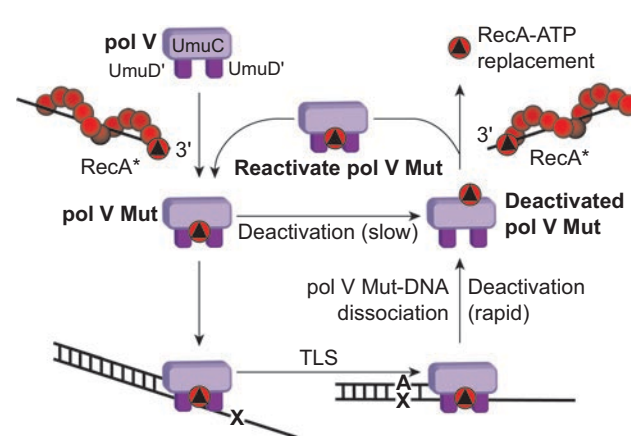 pol V
UmuC
UmuD'
UmuD'
RecA-ATP
replacement
3'
RecA*
3'
RecA*
Reactivate pol V Mut
pol V Mut
Deactivation (slow)
Deactivated
pol V Mut
pol V Mut-DNA
dissociation
Deactivation
(rapid)
TLS
X
A
X